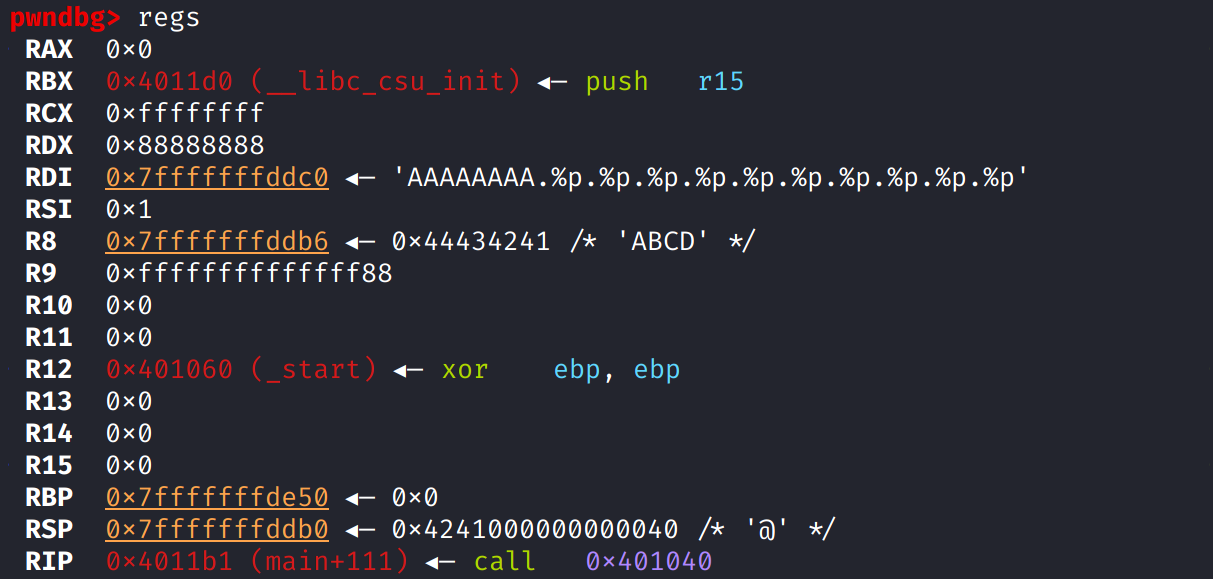 pwndbg> regs
RAX 0×0
RBX 0×4011d0 (__libc_csu_init) ◂— push r15
RCX 0×ffffffff
RDX 0×88888888
RDI 0×7fffffffddc0 ◂— 'AAAAAAAA.%p.%p.%p.%p.%p.%p.%p.%p.%p.%p'
RSI 0×1
R8 0×7fffffffddb6 ◂— 0×44434241 /* 'ABCD' */
R9 0×ffffffffffffff88
R10 0×0
R11 0×0
R12 0×401060 (_start) ◂— xor ebp, ebp
R13 0×0
R14 0×0
R15 0×0
RBP 0×7fffffffde50 ◂— 0×0
RSP 0×7fffffffddb0 ◂— 0×4241000000000040 /* '@' */
RIP 0×4011b1 (main+111) ◂— call 0×401040